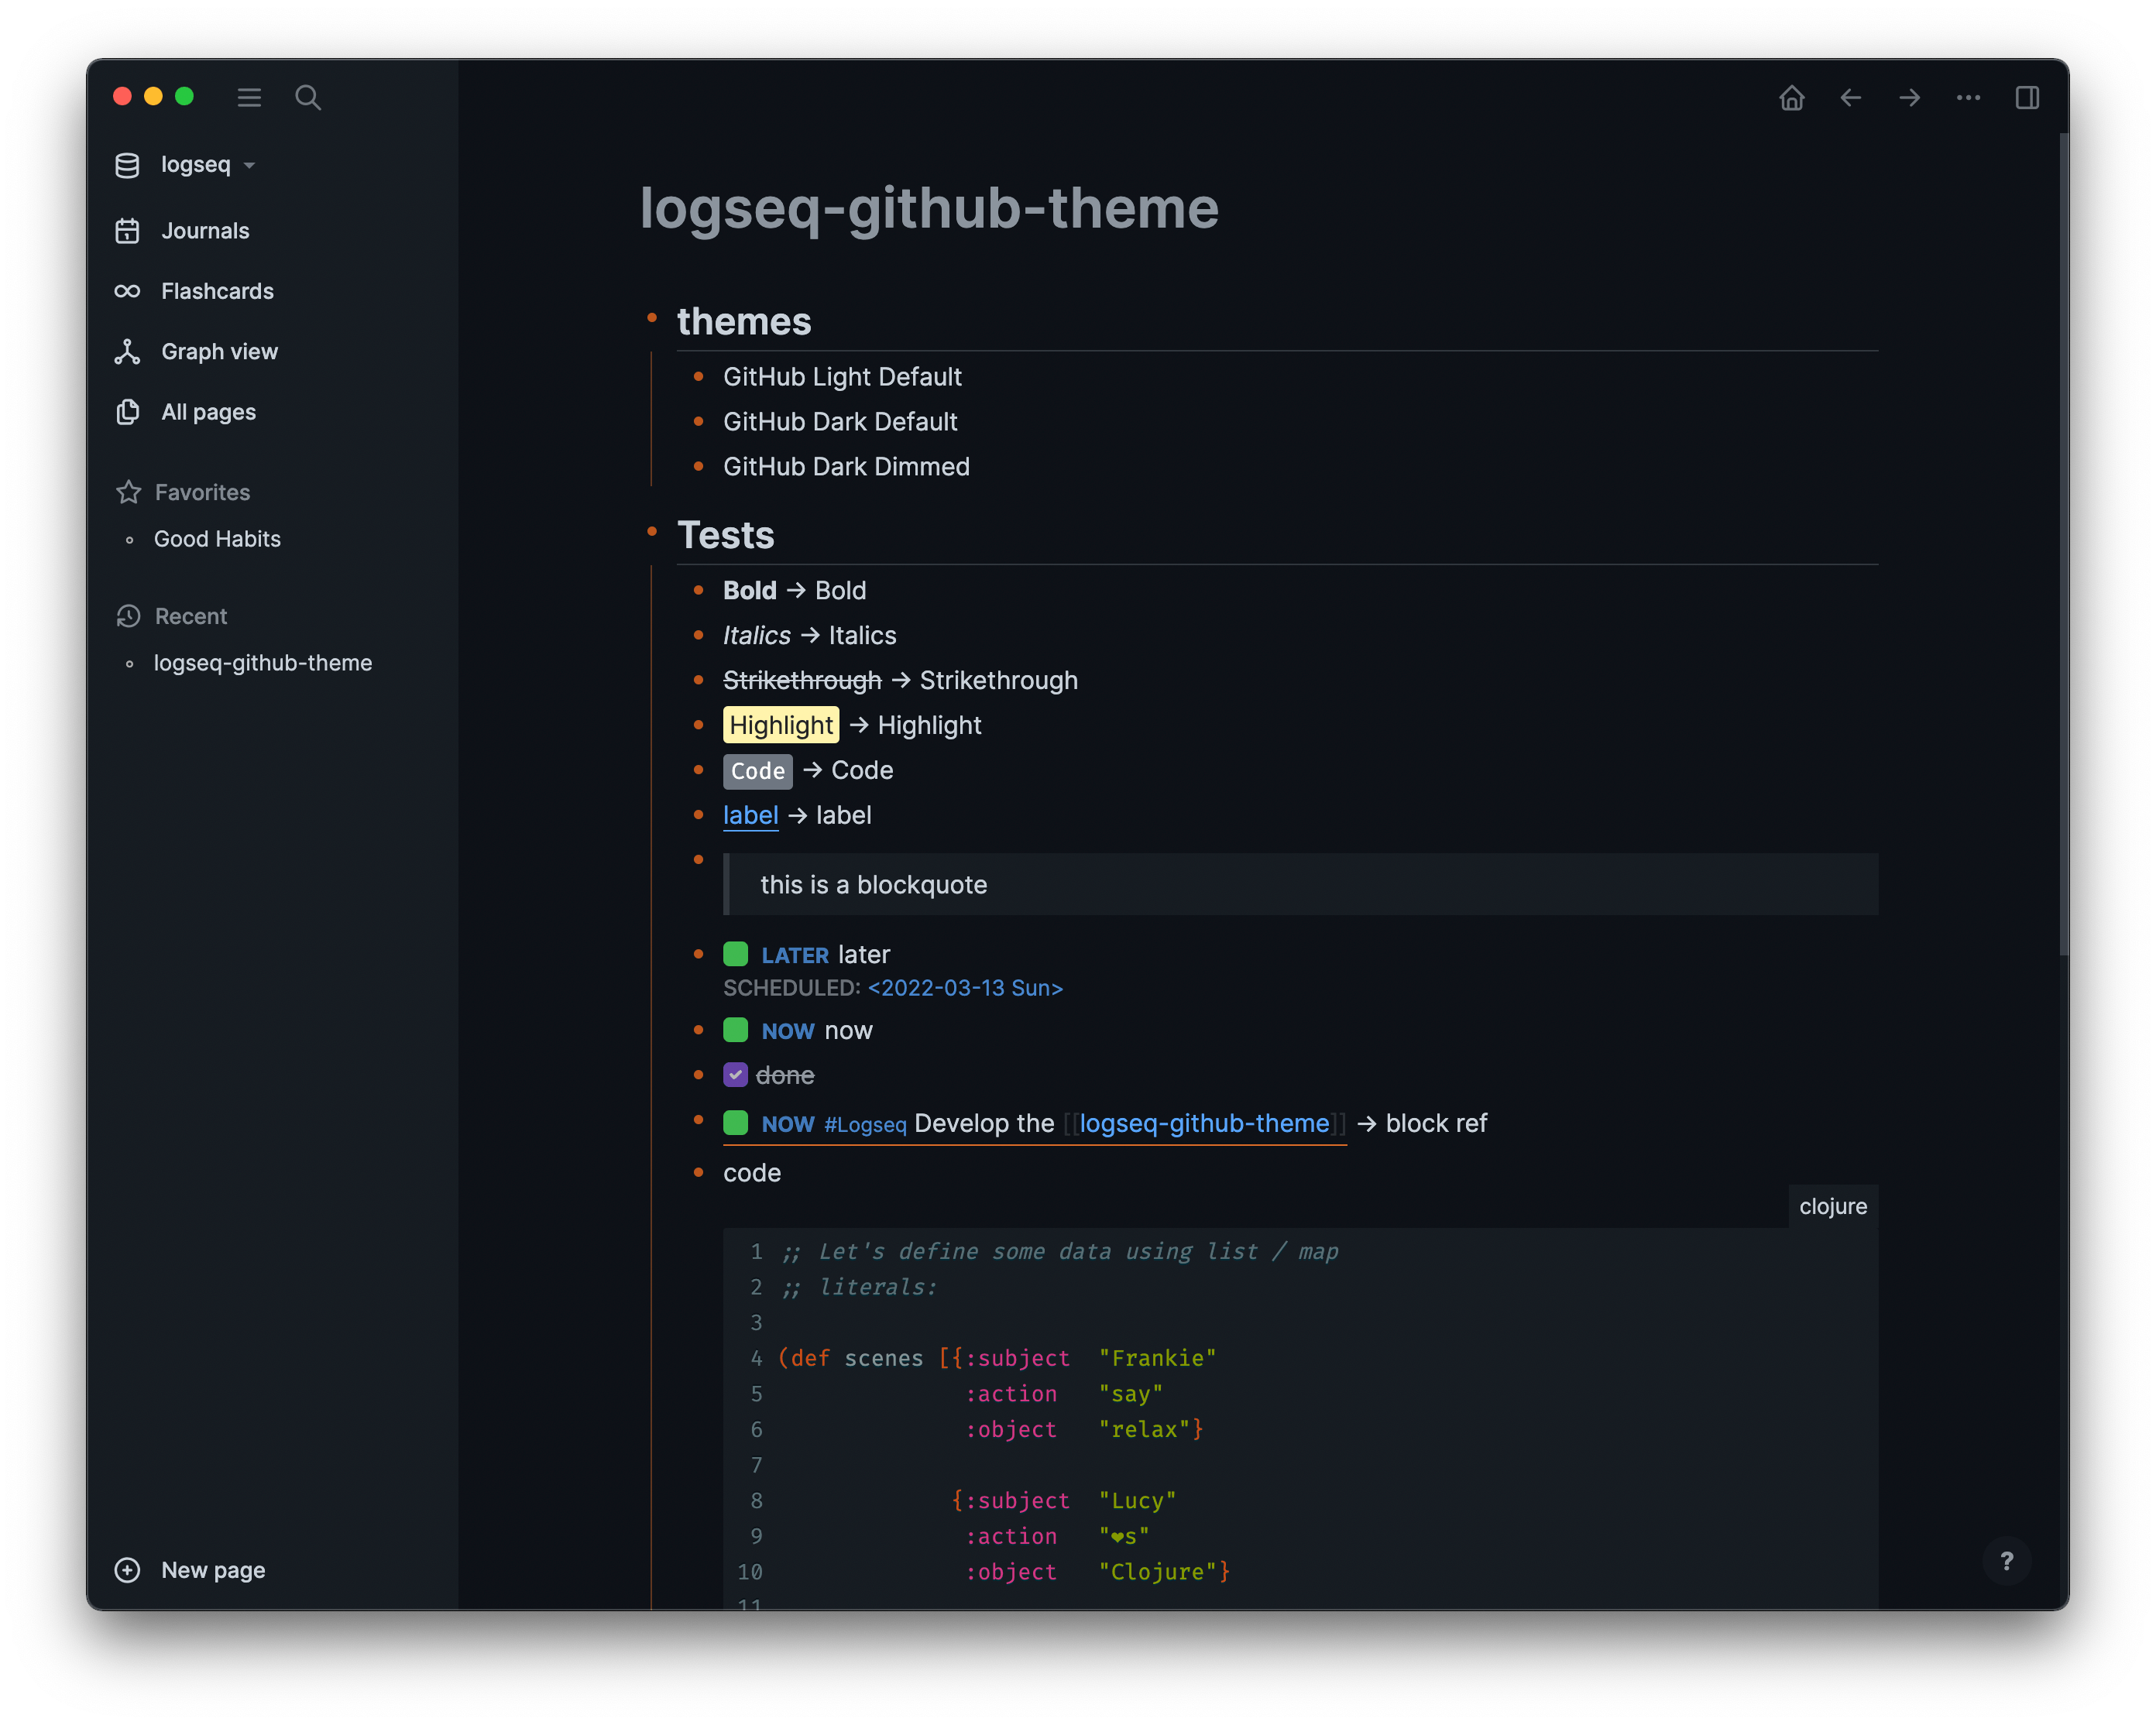 logseq
Journals
Flashcards
Graph view
All pages
Favorites
Good Habits
Recent
logseq-github-theme
New page
logseq-github-theme
themes
GitHub Light Default
GitHub Dark Default
GitHub Dark Dimmed
Tests
Bold → Bold
Italics → Italics
Strikethrough → Strikethrough
Highlight → Highlight
Code → Code
label → label
this is a blockquote
LATER later
SCHEDULED: <2022-03-13 Sun>
NOW now
done
NOW #Logseq Develop the [[logseq-github-theme]] → block ref
code
clojure
1 ;; Let's define some data using list / map
2 ;; literals:
3
4 (def scenes [{:subject "Frankie"
5 :action "say"
6 :object "relax"}
7
8 {:subject "Lucy"
9 :action "❤s"
10 :object "Clojure"}
11
?